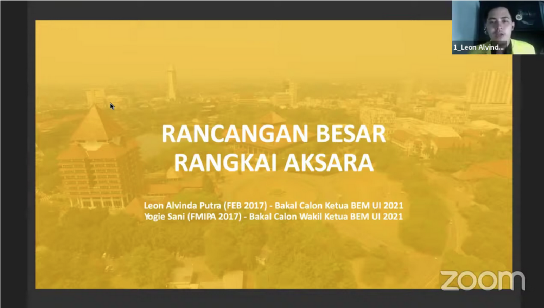 1_Leon Alvind...
RANCANGAN BESAR
RANGKAI AKSARA
Leon Alvinda Putra (FEB 2017) - Bakal Calon Ketua BEM UI 2021
Yogie Sani (FMIPA 2017) - Bakal Calon Wakil Ketua BEM UI 2021
zoom